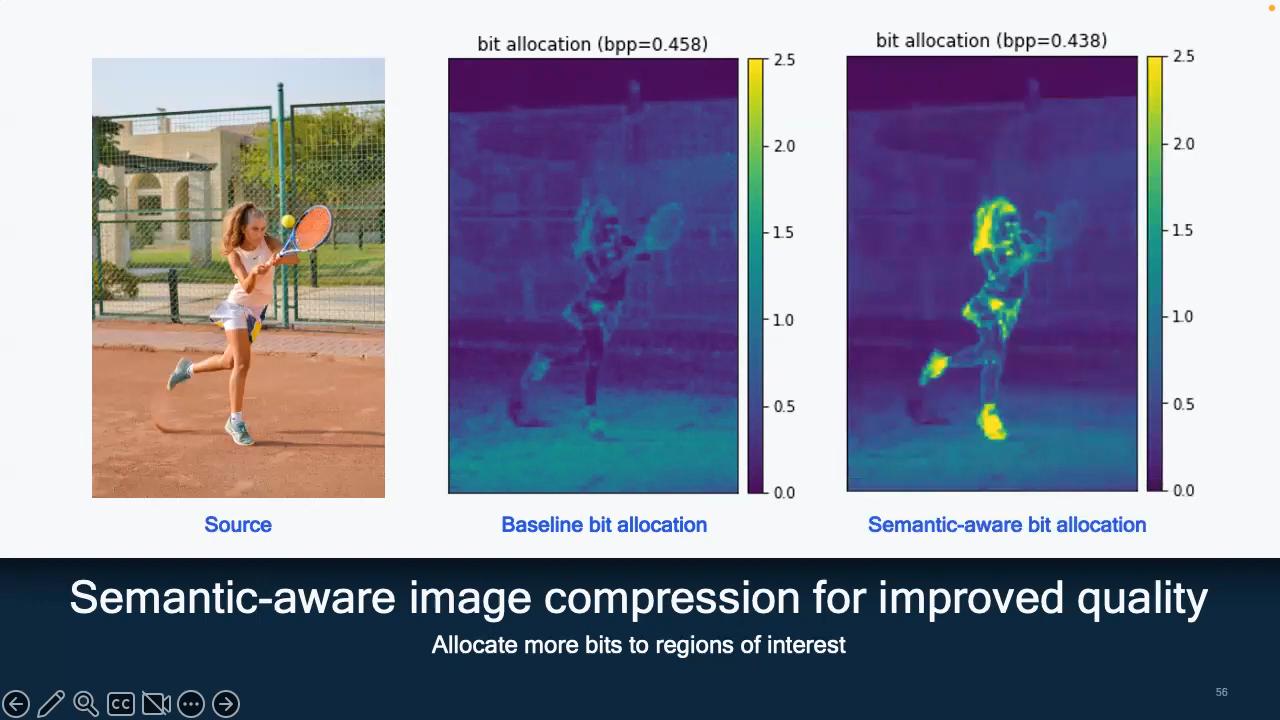 bit allocation (bpp=0.458)
2.5
2.0
1.5
1.0
0.5
0.0
bit allocation (bpp=0.438)
2.5
2.0
1.5
1.0
0.5
0.0
Source
Baseline bit allocation
Semantic-aware bit allocation
Semantic-aware image compression for improved quality
Allocate more bits to regions of interest
56
CC